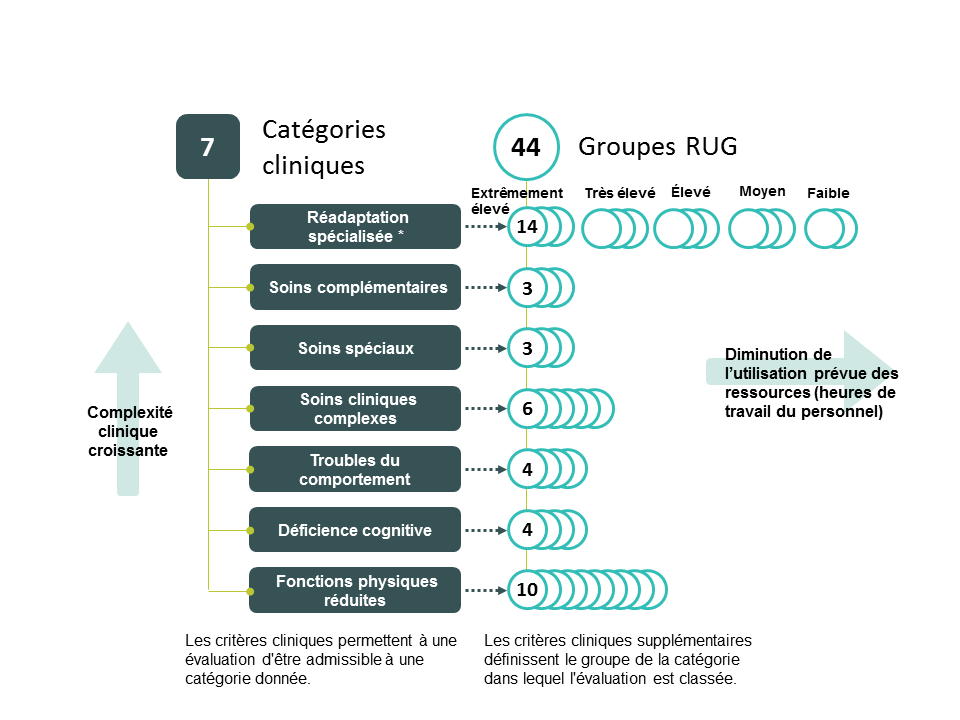 7
Catégories
cliniques
44
Groupes RUG
Extrêmement
élevé
Très élevé
Élevé
Moyen
Faible
Réadaptation
spécialisée *
14
Soins complémentaires
3
Soins spéciaux
3
Soins cliniques
complexes
6
Troubles du
comportement
4
Déficience cognitive
4
Fonctions physiques
réduites
10
Complexité
clinique
croissante
Diminution de
l’utilisation prévue des
ressources (heures de
travail du personnel)
Les critères cliniques permettent à une
évaluation d'être admissible à une
catégorie donnée.
Les critères cliniques supplémentaires
définissent le groupe de la catégorie
dans lequel l'évaluation est classée.